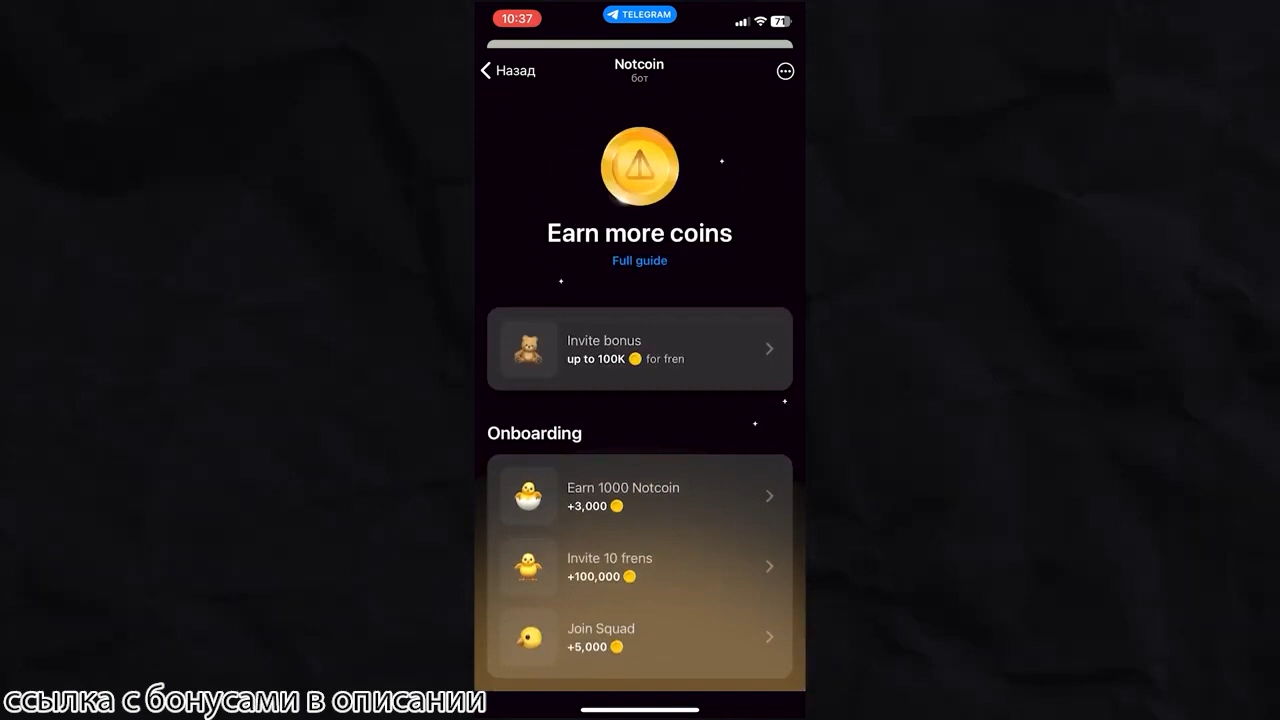 10:37
TELEGRAM
71
Назад
Notcoin
бот
Earn more coins
Full guide
Invite bonus
up to 100K for fren
Onboarding
Earn 1000 Notcoin
+3,000
Invite 10 frens
+100,000
Join Squad
+5,000
ссылка с бонусами в описании